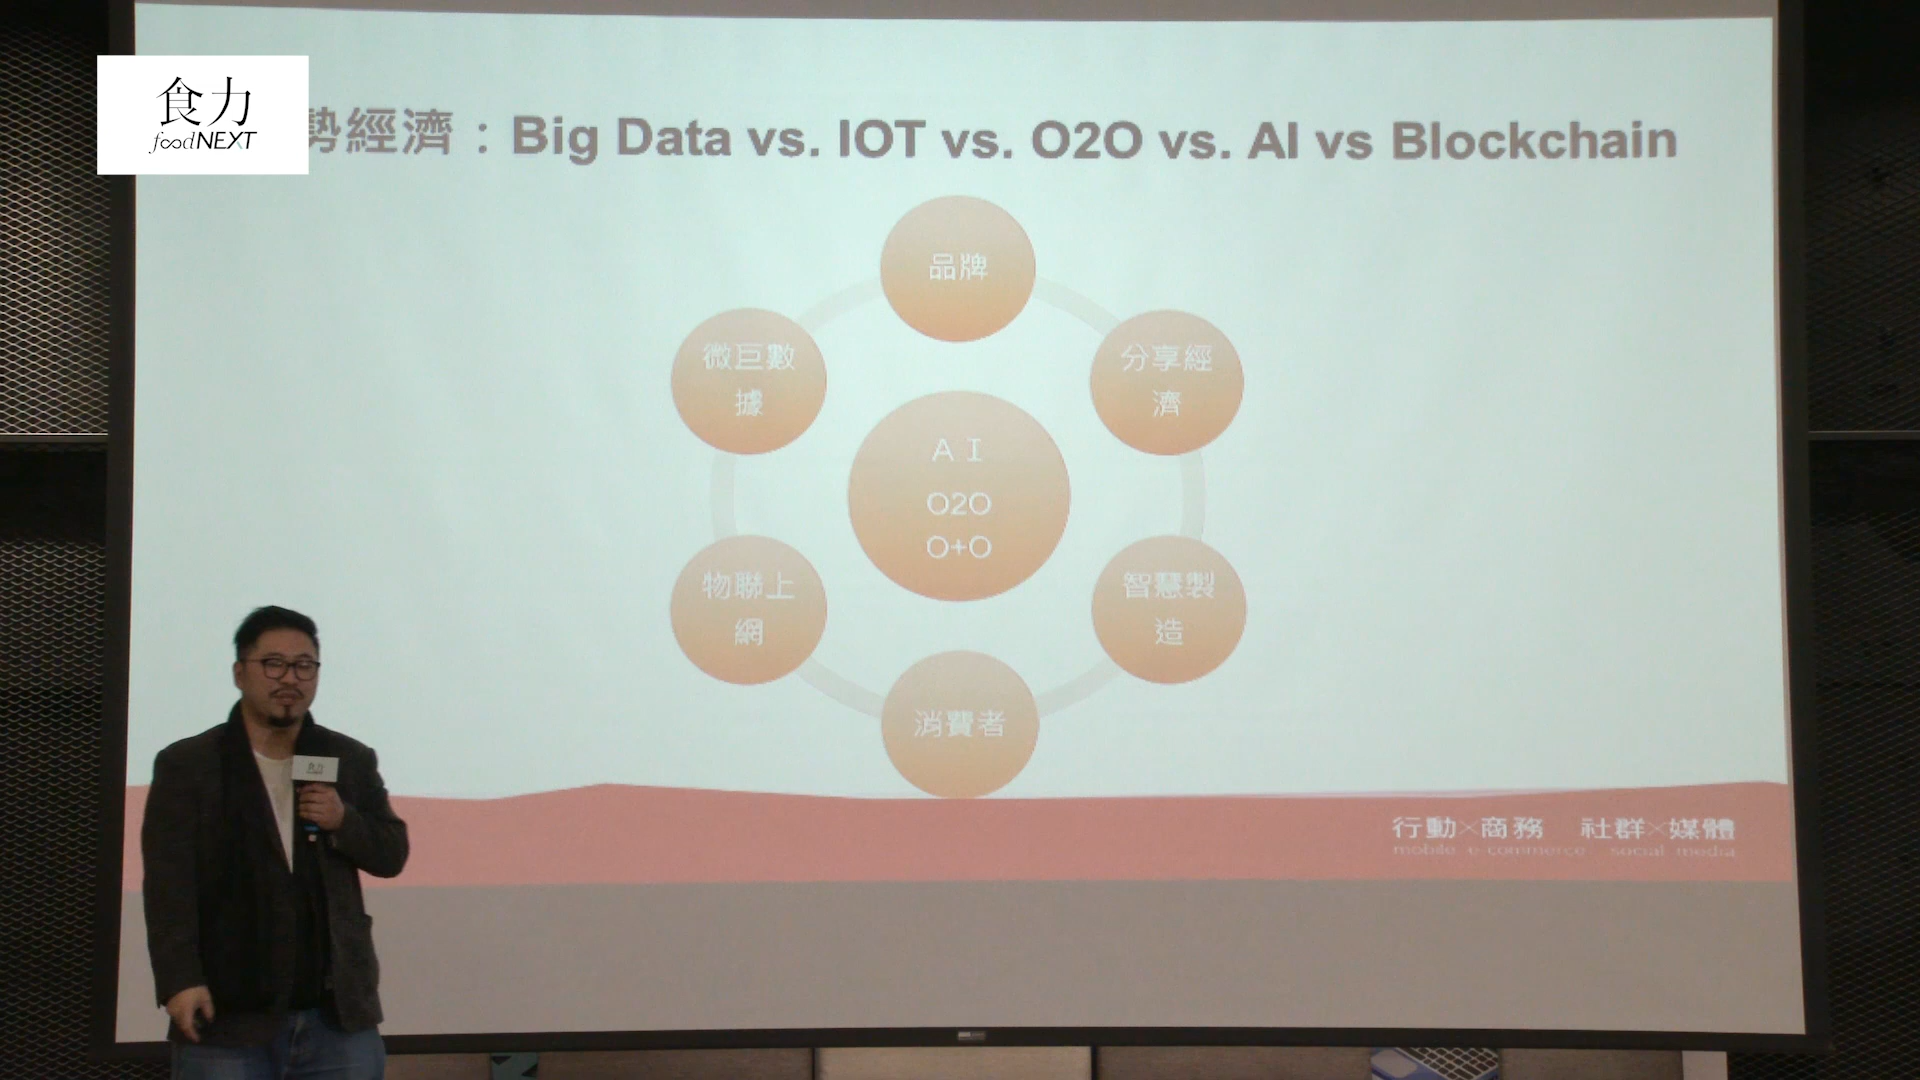 食力
foodNEXT
勢經濟：Big Data vs. IOT vs. O2O vs. AI vs Blockchain
品牌
微巨數
據
分享經
濟
AI
O2O
O+O
物聯上
網
智慧製
造
消費者
食力
行動×商務 社群×媒體
mobile e-commerce social media